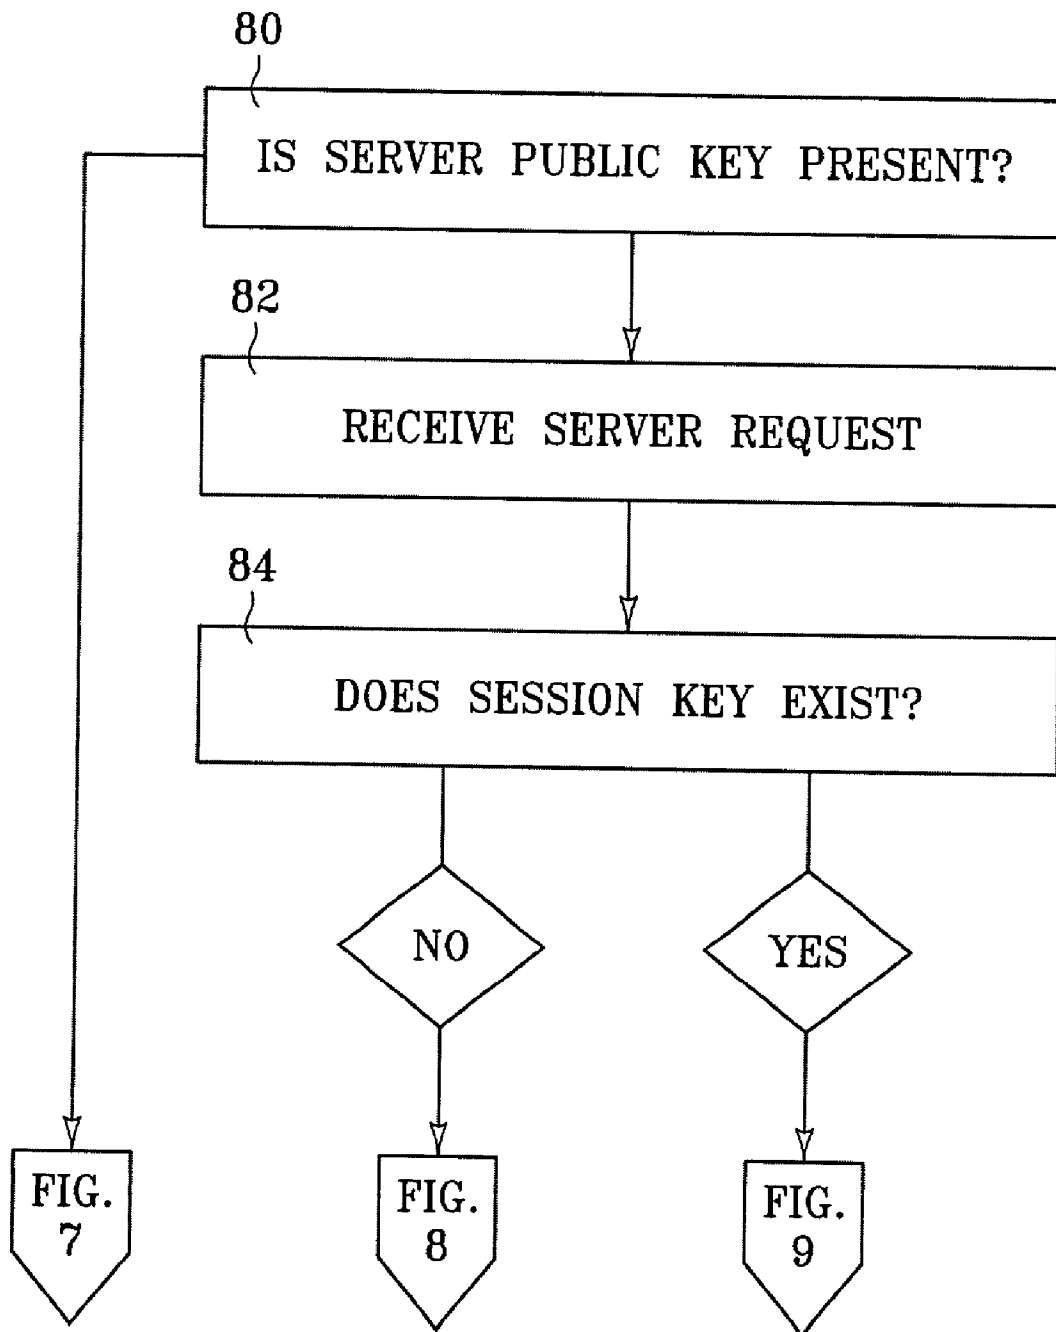 80
IS SERVER PUBLIC KEY PRESENT?
82
RECEIVE SERVER REQUEST
84
DOES SESSION KEY EXIST?
NO
YES
FIG.
7
FIG.
8
FIG.
9